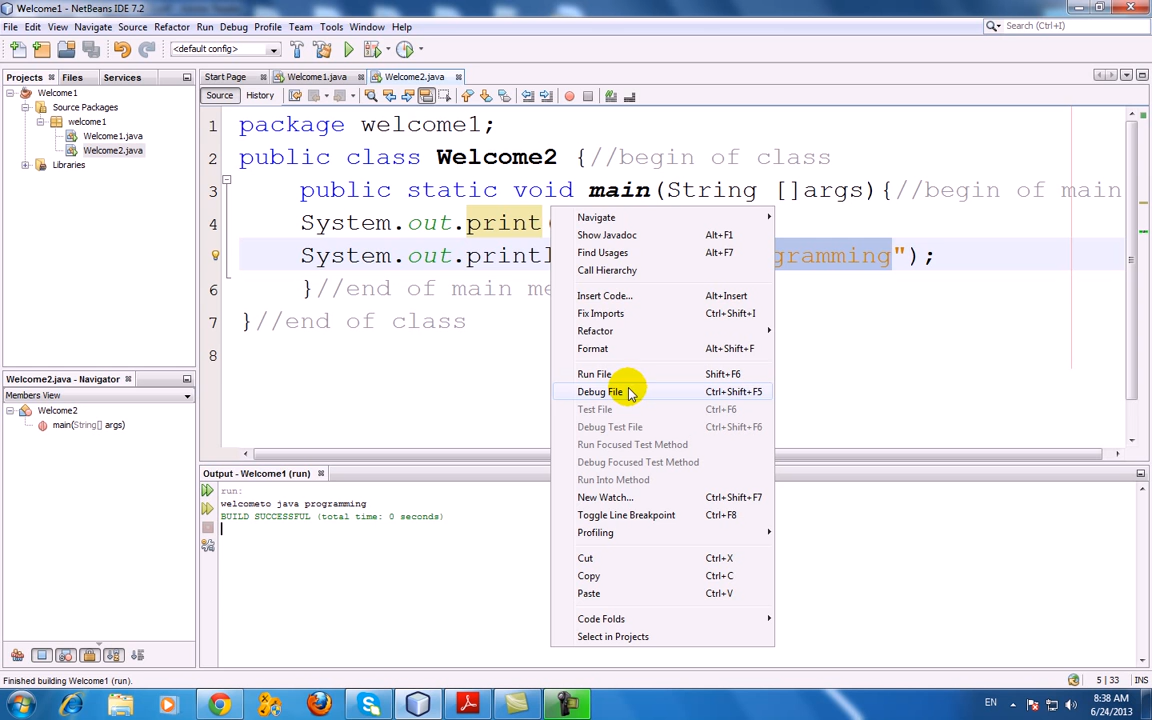 Welcome1 - NetBeans IDE 7.2
File Edit View Navigate Source Refactor Run Debug Profile Team Tools Window Help
Search (Ctrl+I)
<default config>
Projects Files Services
Start Page Welcome1.java Welcome2.java
Source History
Welcome1
Source Packages
welcome1
Welcome1.java
Welcome2.java
Libraries
1 package welcome1;
2 public class Welcome2 {//begin of class
3 public static void main(String []args){//begin of main
4 System.out.print
System.out.printl gramming");
6 }//end of main me
7 }//end of class
8
Navigate
Show Javadoc Alt+F1
Find Usages Alt+F7
Call Hierarchy
Insert Code... Alt+Insert
Fix Imports Ctrl+Shift+I
Refactor
Format Alt+Shift+F
Run File Shift+F6
Debug File Ctrl+Shift+F5
Test File Ctrl+F6
Debug Test File Ctrl+Shift+F6
Run Focused Test Method
Debug Focused Test Method
Run Into Method
New Watch... Ctrl+Shift+F7
Toggle Line Breakpoint Ctrl+F8
Profiling
Cut Ctrl+X
Copy Ctrl+C
Paste Ctrl+V
Code Folds
Select in Projects
Welcome2.java - Navigator
Members View
Welcome2
main(String[] args)
Output - Welcome1 (run)
run:
welcometo java programming
BUILD SUCCESSFUL (total time: 0 seconds)
Finished building Welcome1 (run).
5 | 33 INS
EN
8:38 AM
6/24/2013